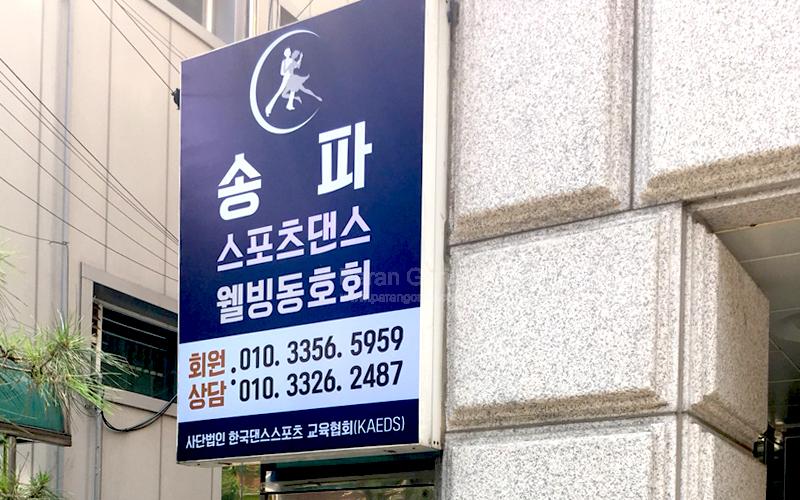 송 파
스포츠댄스
웰빙동호회
회원 . 010. 3356. 5959
상담 . 010. 3326. 2487
사단법인 한국댄스스포츠 교육협회(KAEDS)